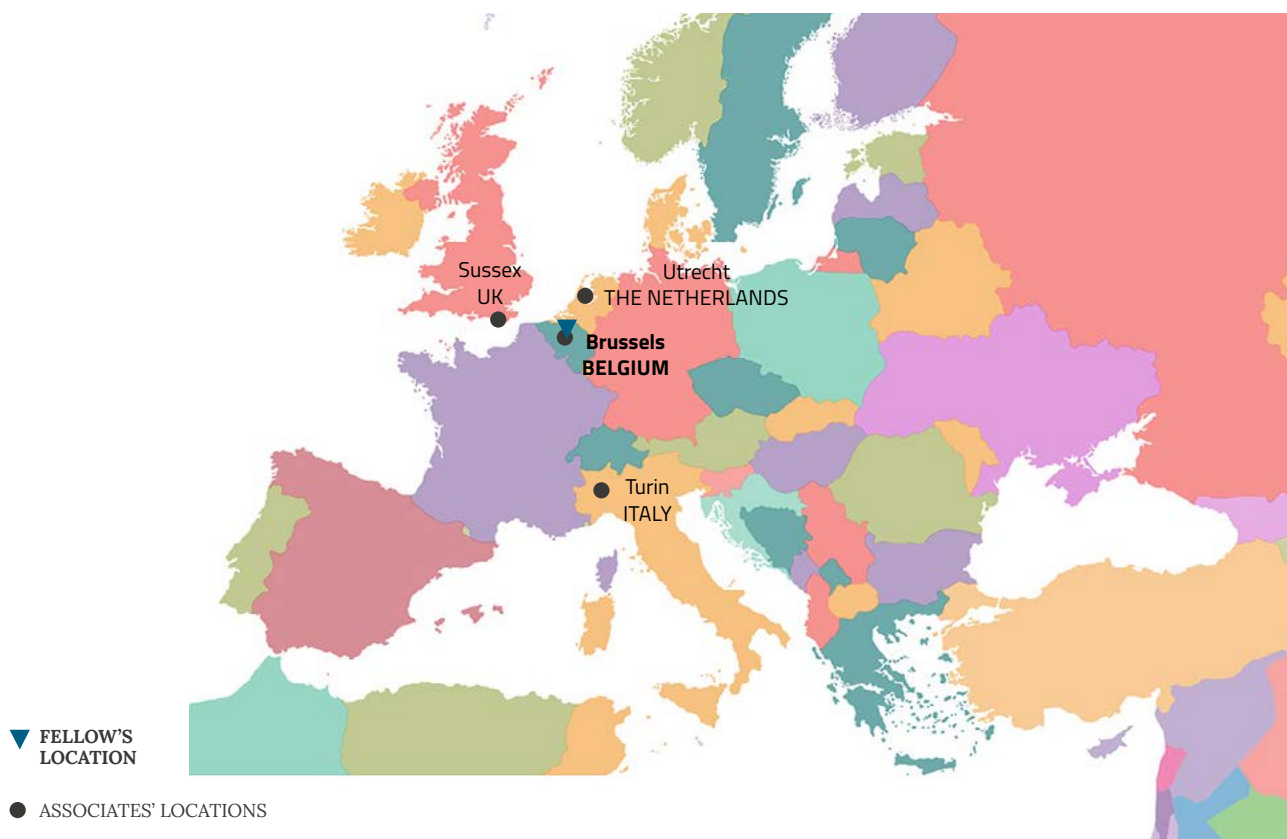 Sussex
UK
Utrecht
THE NETHERLANDS
Brussels
BELGIUM
Turin
ITALY
FELLOW'S
LOCATION
ASSOCIATES' LOCATIONS